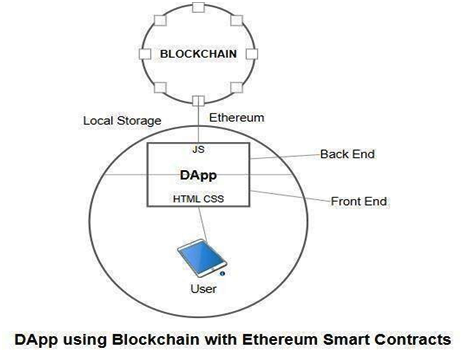 BLOCKCHAIN
Local Storage
Ethereum
JS
Back End
DApp
HTML CSS
Front End
User
DApp using Blockchain with Ethereum Smart Contracts